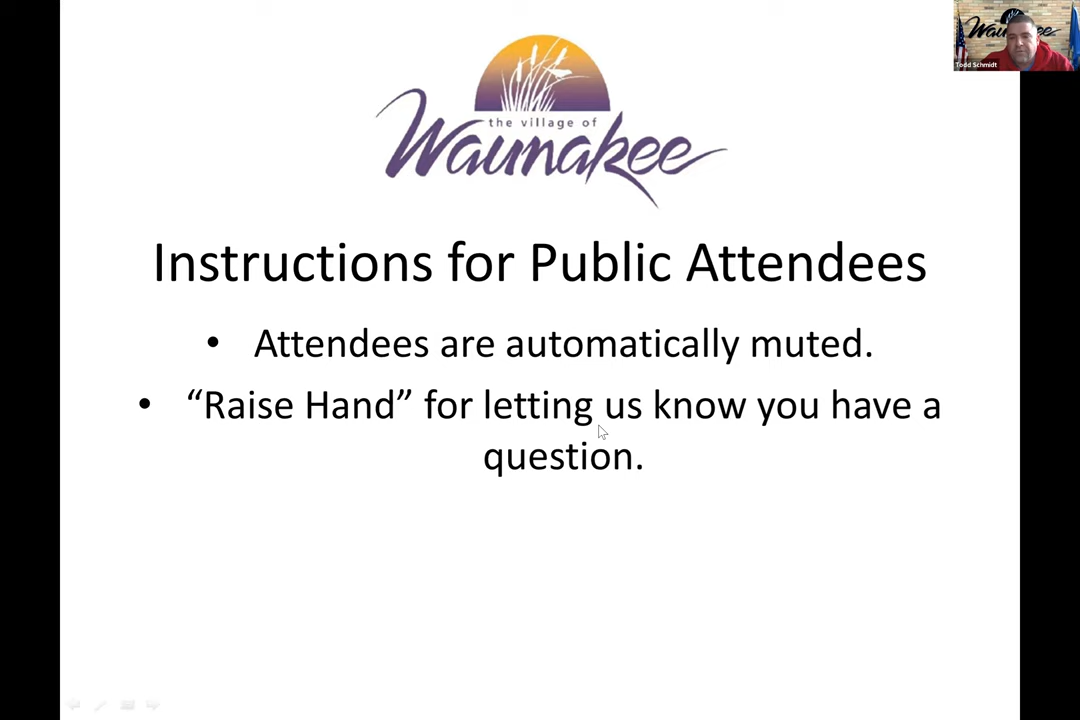 the village of
Waunakee
Instructions for Public Attendees
• Attendees are automatically muted.
• “Raise Hand” for letting us know you have a
question.
Todd Schmidt